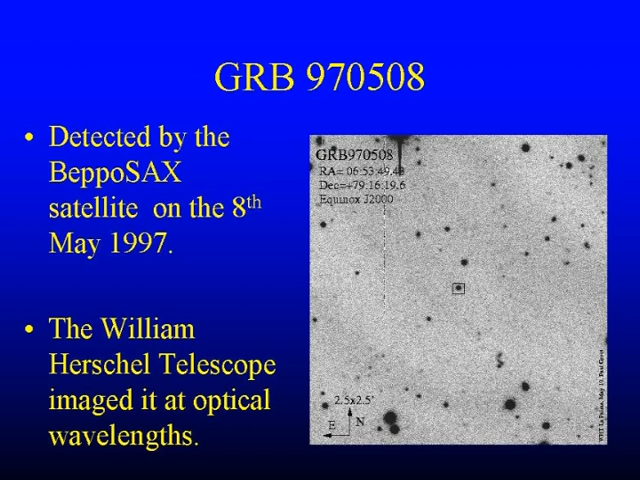 GRB 970508
• Detected by the
BeppoSAX
satellite on the 8th
May 1997.
• The William
Herschel Telescope
imaged it at optical
wavelengths.
GRB970508
RA= 06:53:49.43
Dec=+79:16:19.6
Equinox J2000
2.5x2.5'
E
N